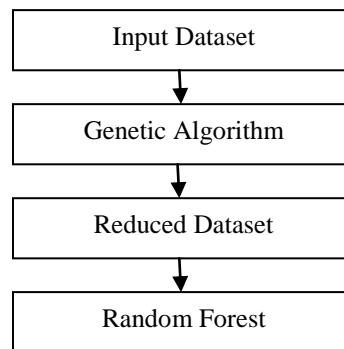 Input Dataset
Genetic Algorithm
Reduced Dataset
Random Forest